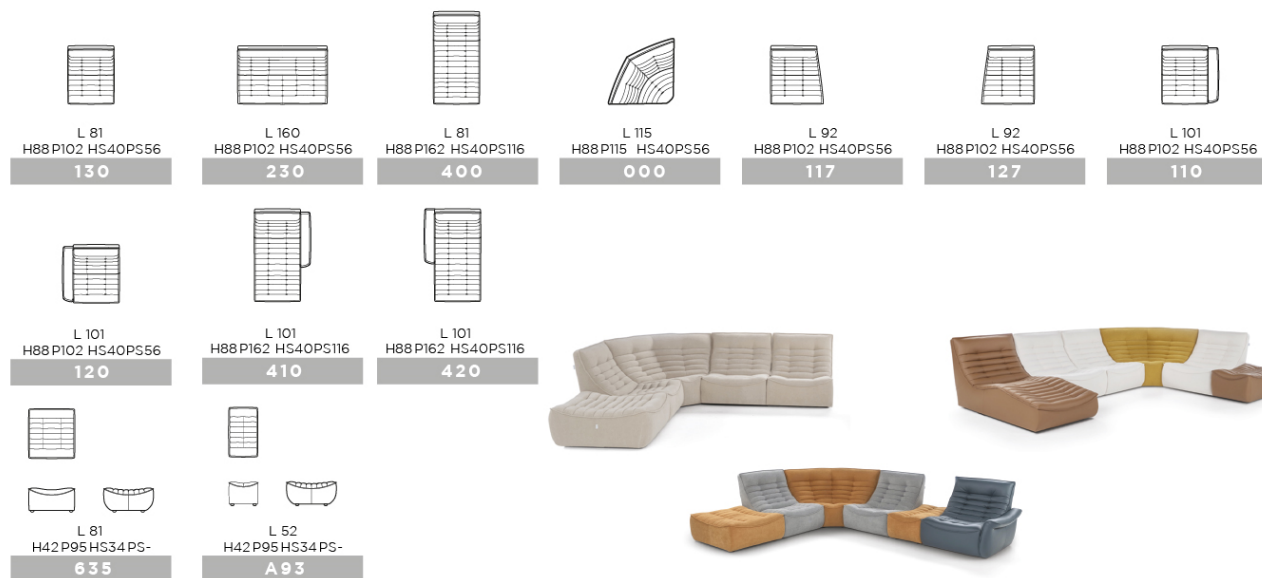 L 81
H88 P102 HS40PS56
130
L 160
H88 P102 HS40PS56
230
L 81
H88 P162 HS40PS116
400
L 115
H88 P115 HS40PS56
000
L 92
H88 P102 HS40PS56
117
L 92
H88 P102 HS40PS56
127
L 101
H88 P102 HS40PS56
110
L 101
H88 P102 HS40PS56
120
L 101
H88 P162 HS40PS116
410
L 101
H88 P162 HS40PS116
420
L 81
H42 P95 HS34 PS-
635
L 52
H42 P95 HS34 PS-
A93